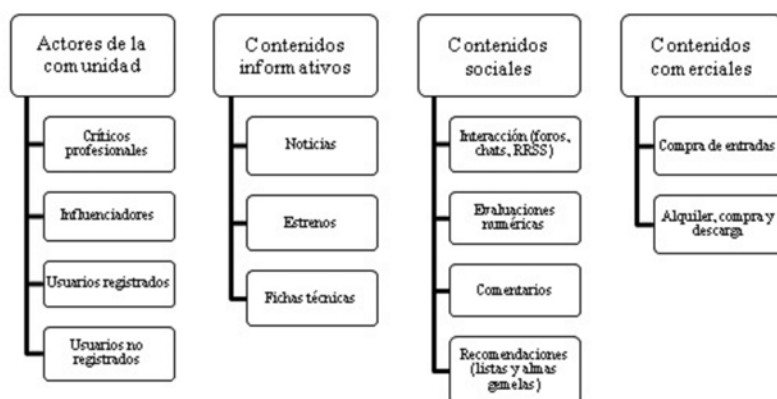 Actores de la
comunidad
Críticos
profesionales
Influenciadores
Usuarios registrados
Usuarios no
registrados
Contenidos
informativos
Noticias
Estrenos
Fichas técnicas
Contenidos
sociales
Interacción (foros,
chats, RRSS)
Evaluaciones
numéricas
Comentarios
Recomendaciones
(listas y almas
gemelas)
Contenidos
comerciales
Compra de entradas
Alquiler, compra y
descarga